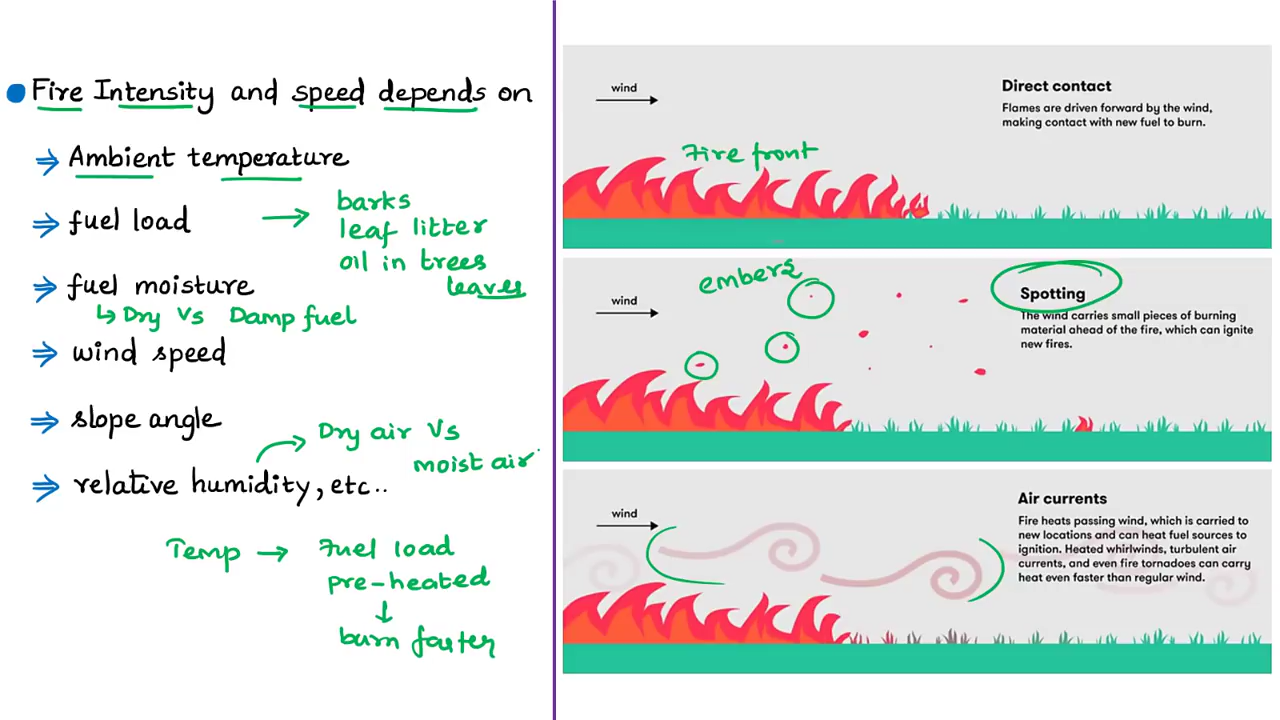 Fire Intensity and speed depends on
⇒ Ambient temperature
⇒ fuel load → barks
leaf litter
oil in trees
leaves
⇒ fuel moisture
↳ Dry Vs Damp fuel
⇒ wind speed
⇒ slope angle
⇒ relative humidity, etc..
Dry air Vs
moist air
Temp → Fuel load
pre-heated
↓
burn faster
wind
Fire front
Direct contact
Flames are driven forward by the wind,
making contact with new fuel to burn.
wind
embers
Spotting
The wind carries small pieces of burning
material ahead of the fire, which can ignite
new fires.
wind
Air currents
Fire heats passing wind, which is carried to
new locations and can heat fuel sources to
ignition. Heated whirlwinds, turbulent air
currents, and even fire tornadoes can carry
heat even faster than regular wind.